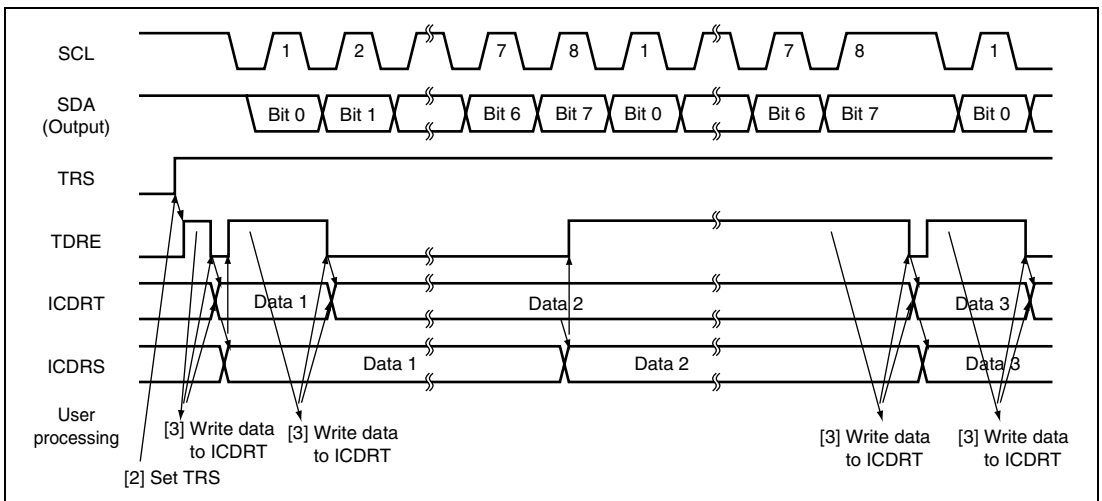 SCL 1 2 7 8 1 7 8 1
SDA
(Output)
Bit 0 Bit 1 Bit 6 Bit 7 Bit 0 Bit 6 Bit 7 Bit 0
TRS
TDRE
ICDRT Data 1 Data 2 Data 3
ICDRS Data 1 Data 2 Data 3
User
processing
[3] Write data
to ICDRT
[3] Write data
to ICDRT
[3] Write data
to ICDRT
[3] Write data
to ICDRT
[2] Set TRS